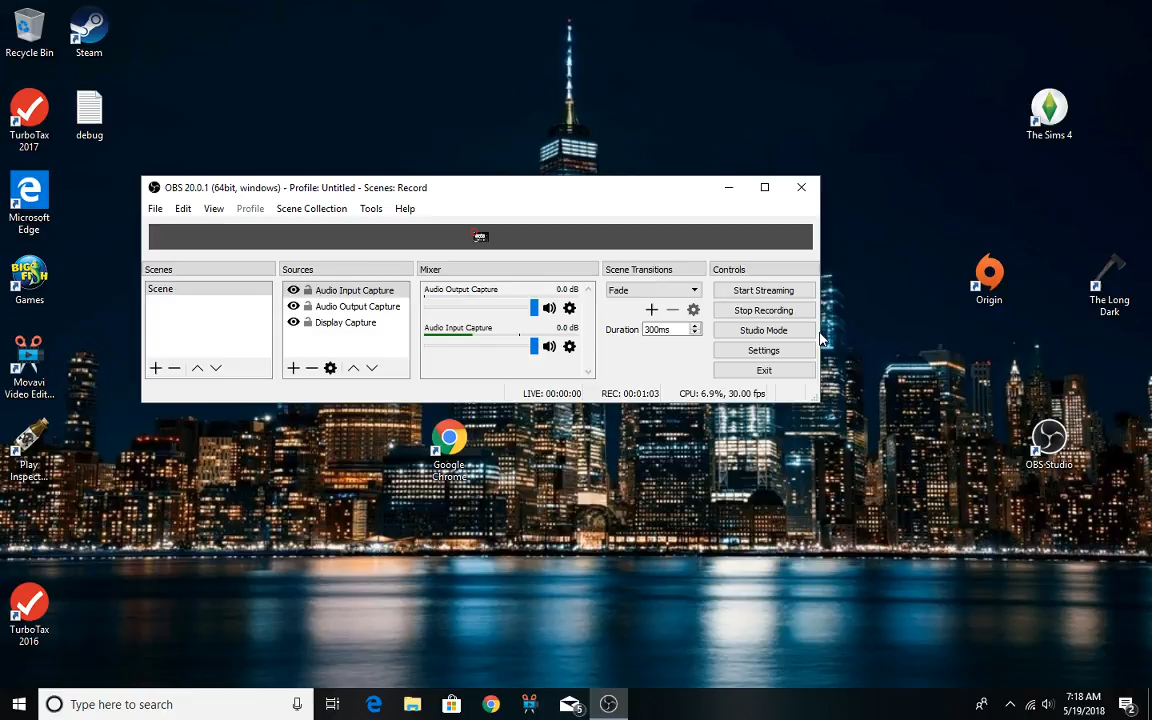 Recycle Bin
Steam
TurboTax
2017
debug
Microsoft
Edge
Games
Movavi
Video Edit...
Play
Inspect...
TurboTax
2016
Google
Chrome
The Sims 4
Origin
The Long
Dark
OBS Studio
OBS 20.0.1 (64bit, windows) - Profile: Untitled - Scenes: Record
File
Edit
View
Profile
Scene Collection
Tools
Help
Scenes
Scene
Sources
Audio Input Capture
Audio Output Capture
Display Capture
Mixer
Audio Output Capture 0.0 dB
Audio Input Capture 0.0 dB
Scene Transitions
Fade
Duration 300ms
Controls
Start Streaming
Stop Recording
Studio Mode
Settings
Exit
LIVE: 00:00:00
REC: 00:01:03
CPU: 6.9%, 30.00 fps
Type here to search
5
7:18 AM
5/19/2018
2